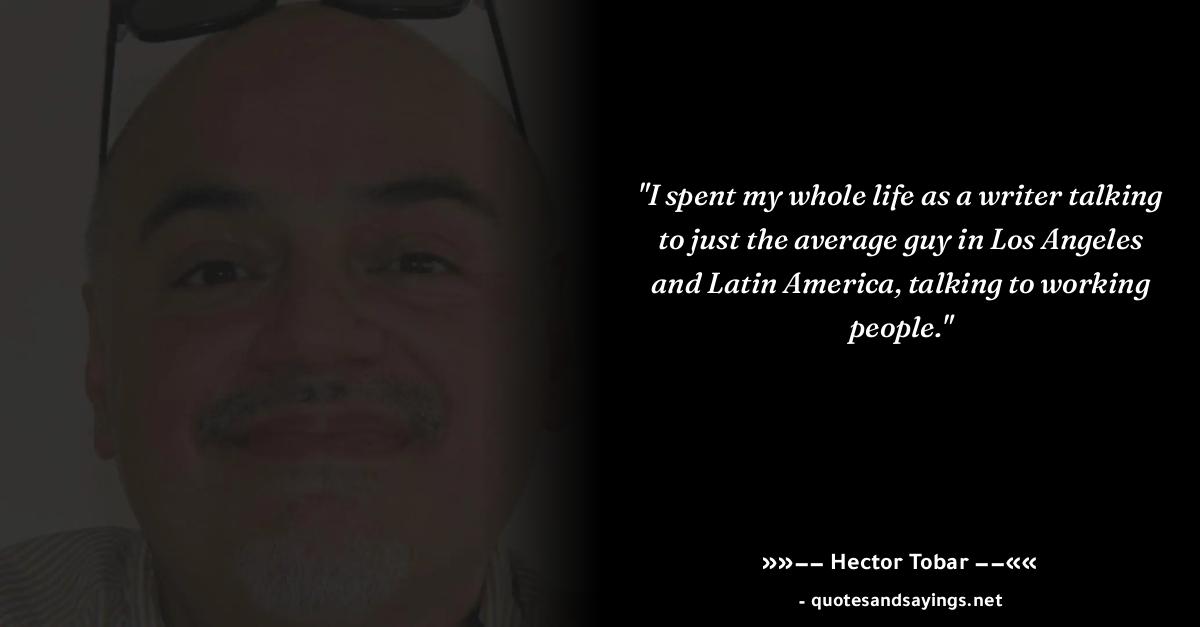 "I spent my whole life as a writer talking
to just the average guy in Los Angeles
and Latin America, talking to working
people."
»»−− Hector Tobar −−««
- quotesandsayings.net